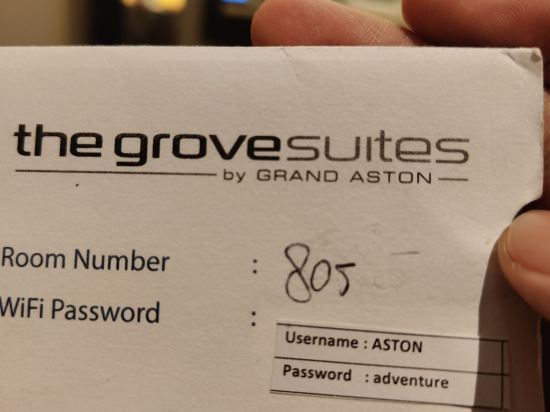 the grovesuites
by GRAND ASTON
Room Number : 805
WiFi Password :
Username : ASTON
Password : adventure